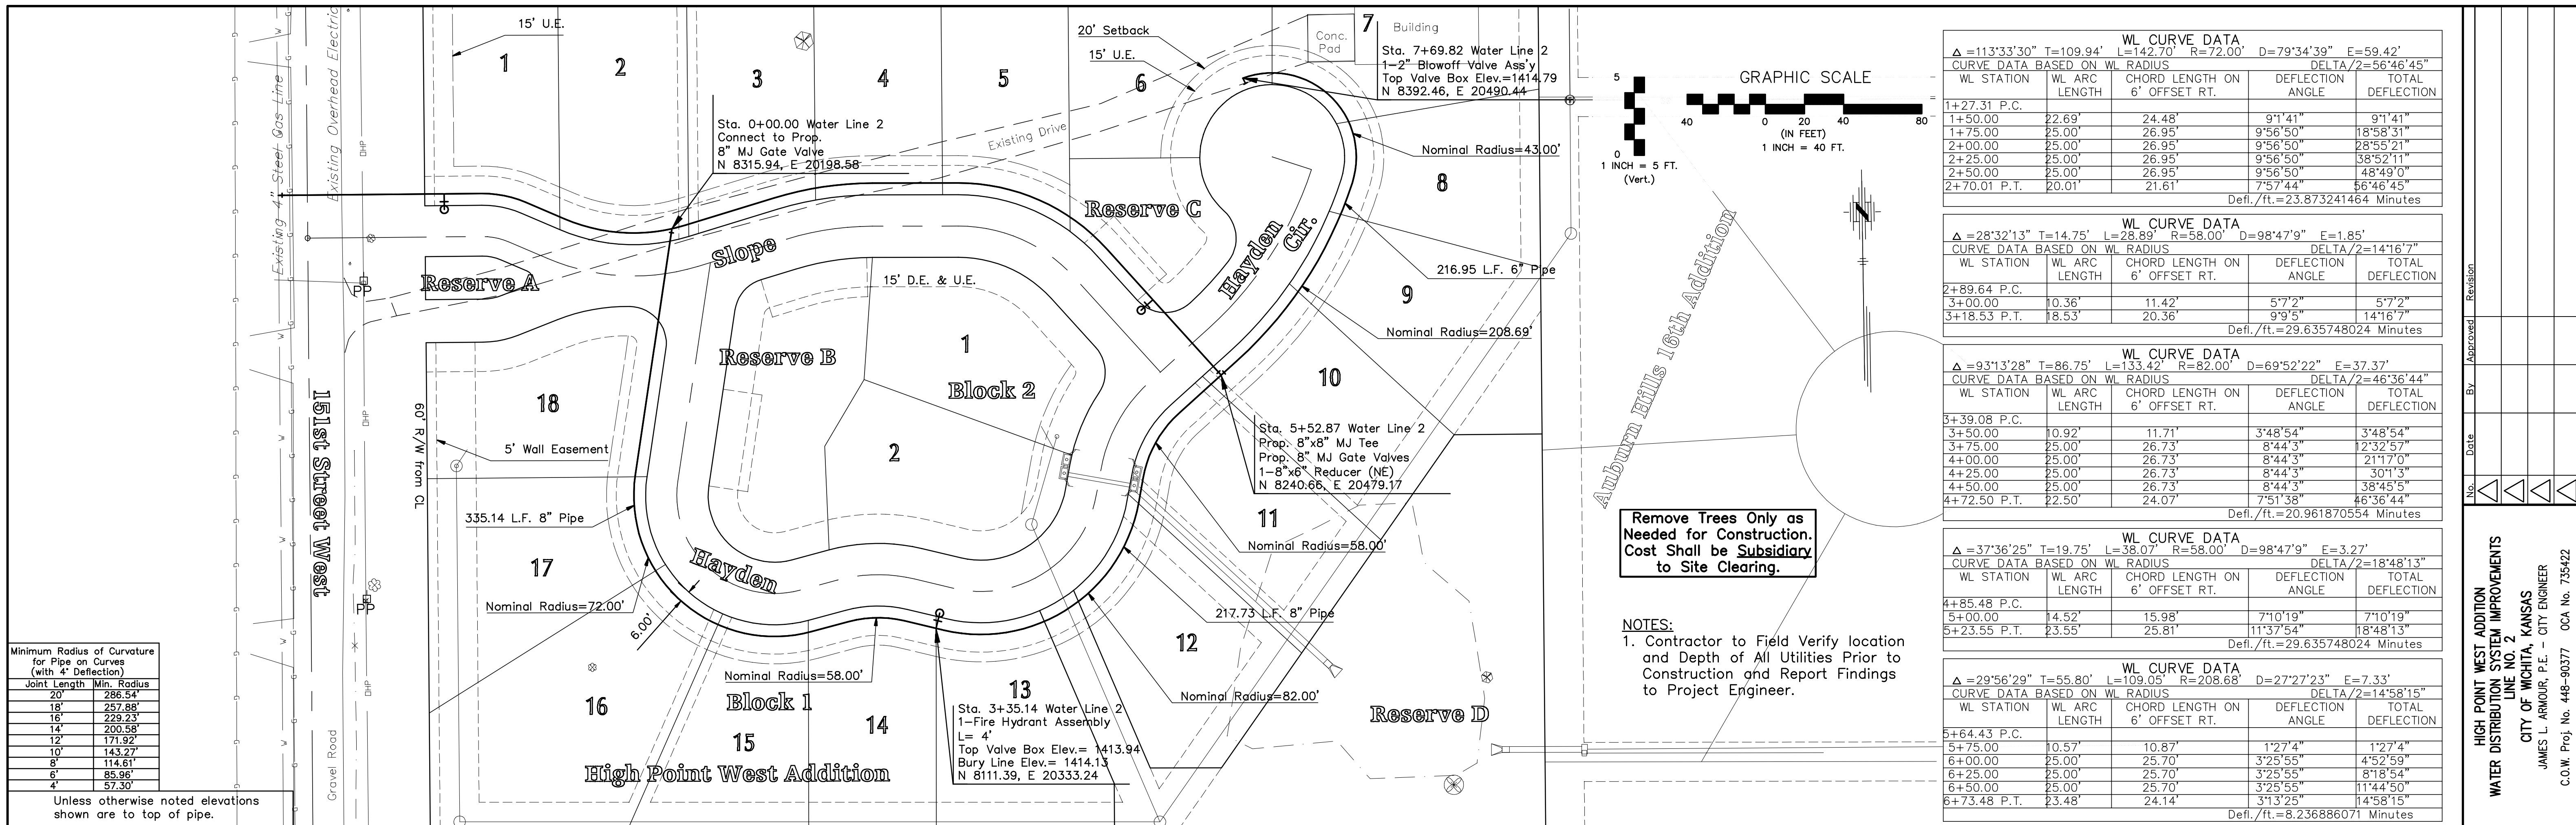 15' U.E.
1
2
3
4
5
6
7
Building
Conc.
Pad
20' Setback
15' U.E.
Sta. 7+69.82 Water Line 2
1-2" Blowoff Valve Ass'y
Top Valve Box Elev.=1414.79
N 8392.46, E 20490.44
Existing 4" Steel Gas Line
Existing Overhead Electric
Sta. 0+00.00 Water Line 2
Connect to Prop.
8" MJ Gate Valve
N 8315.94, E 20198.58
Existing Drive
Nominal Radius=43.00'
8
Reserve C
Hayden
Cir.
Slope
Reserve A
PP
15' D.E. & U.E.
216.95 L.F. 6" Pipe
9
Nominal Radius=208.69'
Reserve B
1
Block 2
10
2
18
5' Wall Easement
60' R/W from CL
151st Street West
Sta. 5+52.87 Water Line 2
Prop. 8"x8" MJ Tee
Prop. 8" MJ Gate Valves
1-8"x6" Reducer (NE)
N 8240.66, E 20479.17
335.14 L.F. 8" Pipe
11
Nominal Radius=58.00'
17
Hayden
Nominal Radius=72.00'
6.00'
PP
217.73 L.F. 8" Pipe
12
Nominal Radius=58.00'
Nominal Radius=82.00'
13
16
Block 1
14
15
Sta. 3+35.14 Water Line 2
1-Fire Hydrant Assembly
L= 4'
Top Valve Box Elev.= 1413.94
Bury Line Elev.= 1414.13
N 8111.39, E 20333.24
High Point West Addition
Reserve D
Gravel Road
OHP
OHP
OHP
Minimum Radius of Curvature
for Pipe on Curves
(with 4° Deflection)
Joint Length Min. Radius
20' 286.54'
18' 257.88'
16' 229.23'
14' 200.58'
12' 171.92'
10' 143.27'
8' 114.61'
6' 85.96'
4' 57.30'
Unless otherwise noted elevations
shown are to top of pipe.
5
0
1 INCH = 5 FT.
(Vert.)
GRAPHIC SCALE
40 0 20 40 80
(IN FEET)
1 INCH = 40 FT.
Auburn Hills 16th Addition
Remove Trees Only as
Needed for Construction.
Cost Shall be Subsidiary
to Site Clearing.
NOTES:
1. Contractor to Field Verify location
and Depth of All Utilities Prior to
Construction and Report Findings
to Project Engineer.
WL CURVE DATA
Δ =113°33'30" T=109.94' L=142.70' R=72.00' D=79°34'39" E=59.42'
CURVE DATA BASED ON WL RADIUS DELTA/2=56°46'45"
WL STATION WL ARC CHORD LENGTH ON DEFLECTION TOTAL
LENGTH 6' OFFSET RT. ANGLE DEFLECTION
1+27.31 P.C.
1+50.00 22.69' 24.48' 9°1'41" 9°1'41"
1+75.00 25.00' 26.95' 9°56'50" 18°58'31"
2+00.00 25.00' 26.95' 9°56'50" 28°55'21"
2+25.00 25.00' 26.95' 9°56'50" 38°52'11"
2+50.00 25.00' 26.95' 9°56'50" 48°49'0"
2+70.01 P.T. 20.01' 21.61' 7°57'44" 56°46'45"
Defl./ft.=23.873241464 Minutes
WL CURVE DATA
Δ =28°32'13" T=14.75' L=28.89' R=58.00' D=98°47'9" E=1.85'
CURVE DATA BASED ON WL RADIUS DELTA/2=14°16'7"
WL STATION WL ARC CHORD LENGTH ON DEFLECTION TOTAL
LENGTH 6' OFFSET RT. ANGLE DEFLECTION
2+89.64 P.C.
3+00.00 10.36' 11.42' 5°7'2" 5°7'2"
3+18.53 P.T. 18.53' 20.36' 9°9'5" 14°16'7"
Defl./ft.=29.635748024 Minutes
WL CURVE DATA
Δ =93°13'28" T=86.75' L=133.42' R=82.00' D=69°52'22" E=37.37'
CURVE DATA BASED ON WL RADIUS DELTA/2=46°36'44"
WL STATION WL ARC CHORD LENGTH ON DEFLECTION TOTAL
LENGTH 6' OFFSET RT. ANGLE DEFLECTION
3+39.08 P.C.
3+50.00 10.92' 11.71' 3°48'54" 3°48'54"
3+75.00 25.00' 26.73' 8°44'3" 12°32'57"
4+00.00 25.00' 26.73' 8°44'3" 21°17'0"
4+25.00 25.00' 26.73' 8°44'3" 30°1'3"
4+50.00 25.00' 26.73' 8°44'3" 38°45'5"
4+72.50 P.T. 22.50' 24.07' 7°51'38" 46°36'44"
Defl./ft.=20.961870554 Minutes
WL CURVE DATA
Δ =37°36'25" T=19.75' L=38.07' R=58.00' D=98°47'9" E=3.27'
CURVE DATA BASED ON WL RADIUS DELTA/2=18°48'13"
WL STATION WL ARC CHORD LENGTH ON DEFLECTION TOTAL
LENGTH 6' OFFSET RT. ANGLE DEFLECTION
4+85.48 P.C.
5+00.00 14.52' 15.98' 7°10'19" 7°10'19"
5+23.55 P.T. 23.55' 25.81' 11°37'54" 18°48'13"
Defl./ft.=29.635748024 Minutes
WL CURVE DATA
Δ =29°56'29" T=55.80' L=109.05' R=208.68' D=27°27'23" E=7.33'
CURVE DATA BASED ON WL RADIUS DELTA/2=14°58'15"
WL STATION WL ARC CHORD LENGTH ON DEFLECTION TOTAL
LENGTH 6' OFFSET RT. ANGLE DEFLECTION
5+64.43 P.C.
5+75.00 10.57' 10.87' 1°27'4" 1°27'4"
6+00.00 25.00' 25.70' 3°25'55" 4°52'59"
6+25.00 25.00' 25.70' 3°25'55" 8°18'54"
6+50.00 25.00' 25.70' 3°25'55" 11°44'50"
6+73.48 P.T. 23.48' 24.14' 3°13'25" 14°58'15"
Defl./ft.=8.236886071 Minutes
No. Date By Approved Revision
HIGH POINT WEST ADDITION
WATER DISTRIBUTION SYSTEM IMPROVEMENTS
LINE NO. 2
CITY OF WICHITA, KANSAS
JAMES L. ARMOUR, P.E. - CITY ENGINEER
C.O.W. Proj. No. 448-90377 OCA No. 735422